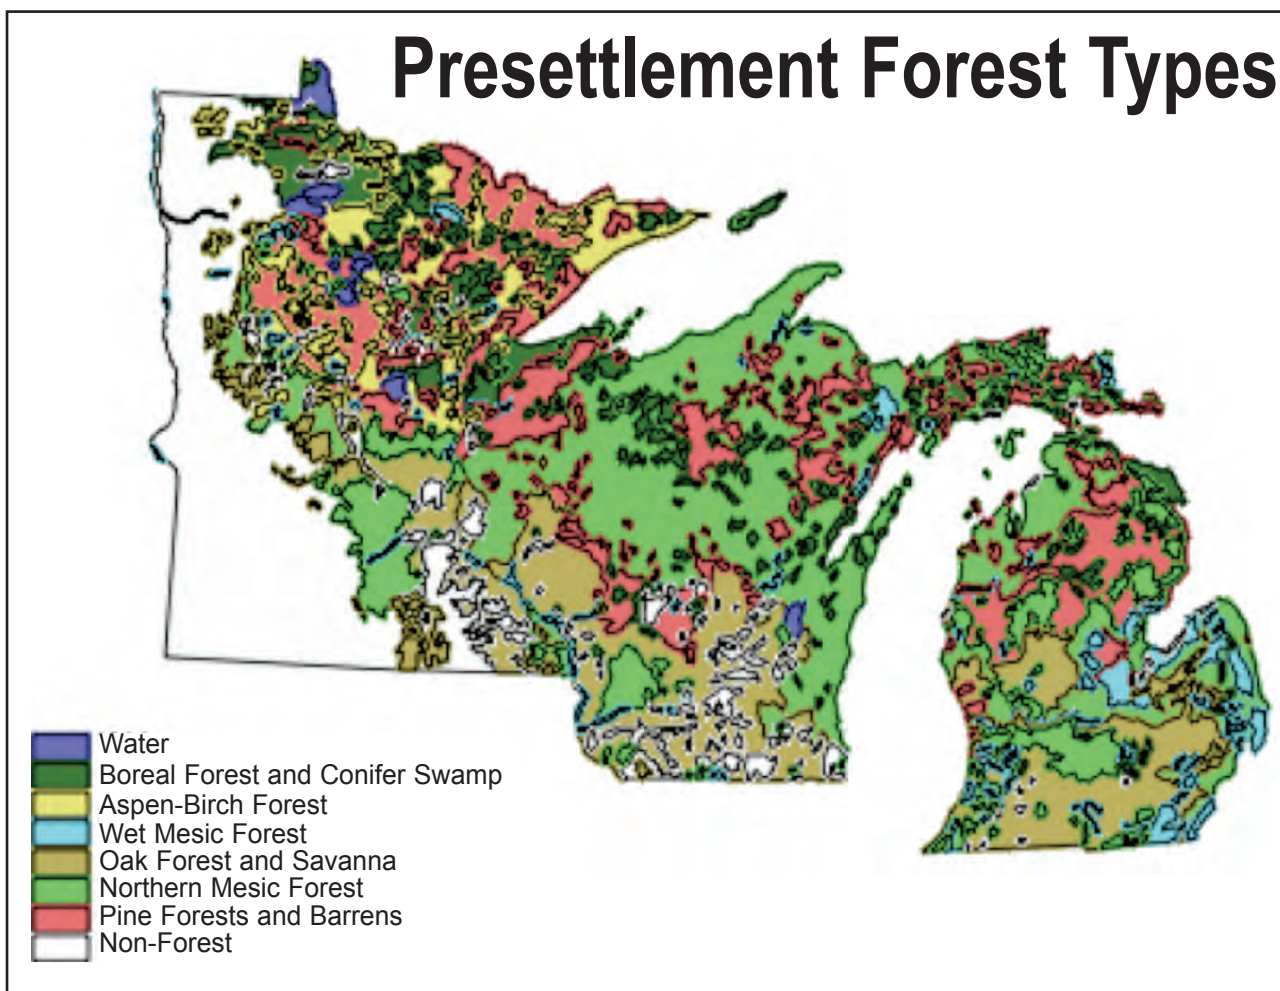 Presettlement Forest Types
Water
Boreal Forest and Conifer Swamp
Aspen-Birch Forest
Wet Mesic Forest
Oak Forest and Savanna
Northern Mesic Forest
Pine Forests and Barrens
Non-Forest